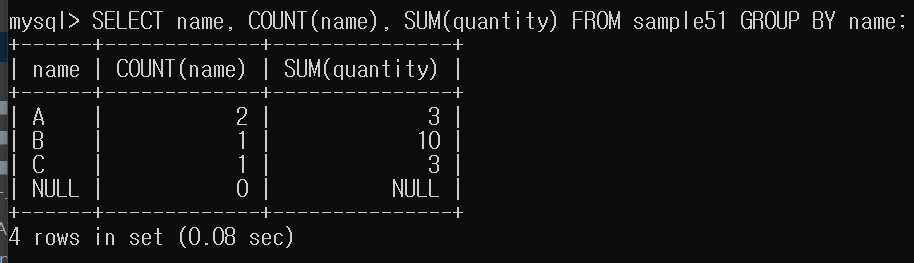 mysql> SELECT name, COUNT(name), SUM(quantity) FROM sample51 GROUP BY name;
+------+-------------+---------------+
| name | COUNT(name) | SUM(quantity) |
+------+-------------+---------------+
| A    |           2 |             3 |
| B    |           1 |            10 |
| C    |           1 |             3 |
| NULL |           0 |          NULL |
+------+-------------+---------------+
4 rows in set (0.08 sec)